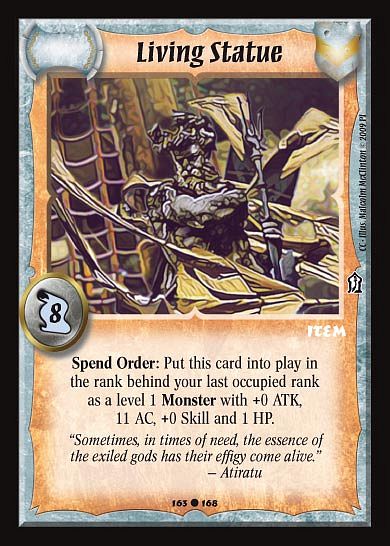 Living Statue
CC · Illus. Malcolm McClinton © 2009 PI
ITEM
8
Spend Order: Put this card into play in
the rank behind your last occupied rank
as a level 1 Monster with +0 ATK,
11 AC, +0 Skill and 1 HP.
“Sometimes, in times of need, the essence of
the exiled gods has their effigy come alive.”
– Atiratu
163 ● 168